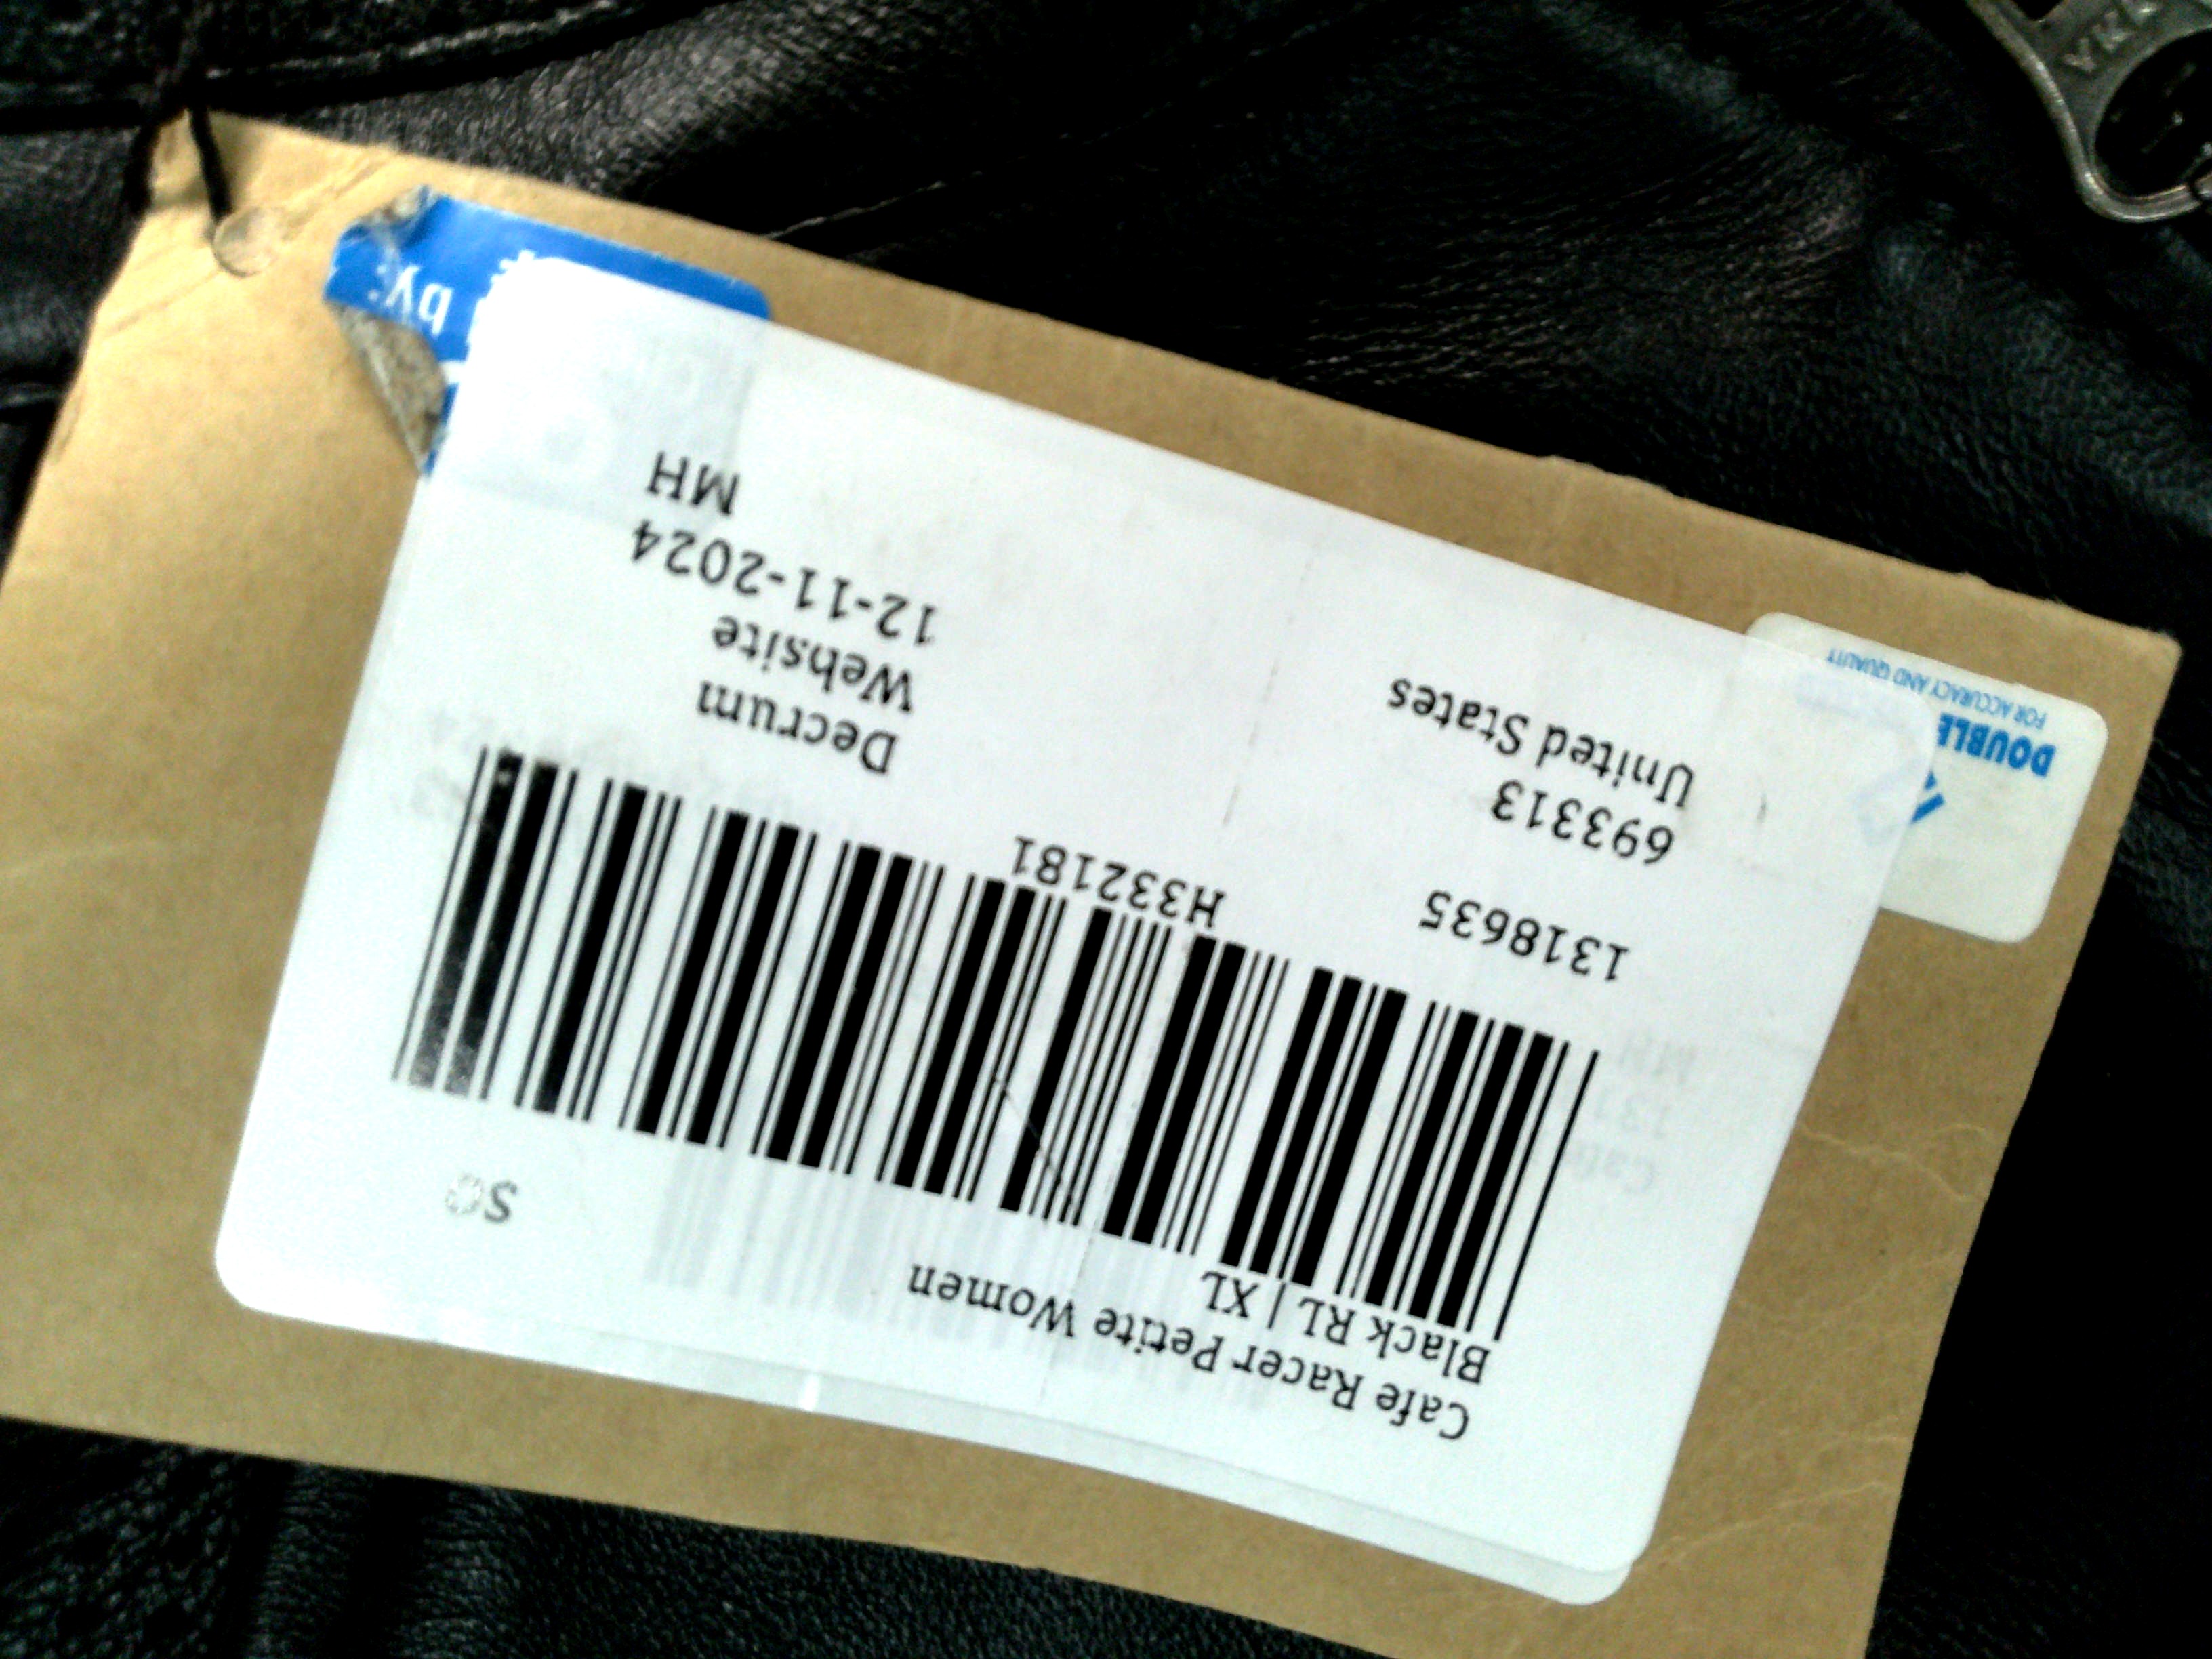 Cafe Racer Petite Women
Black RL | XL
H332181
1318635
693313
United States
Decrum
Website
12-11-2024
MH
by:
DOUBLE
FOR ACCURACY AND QUALITY